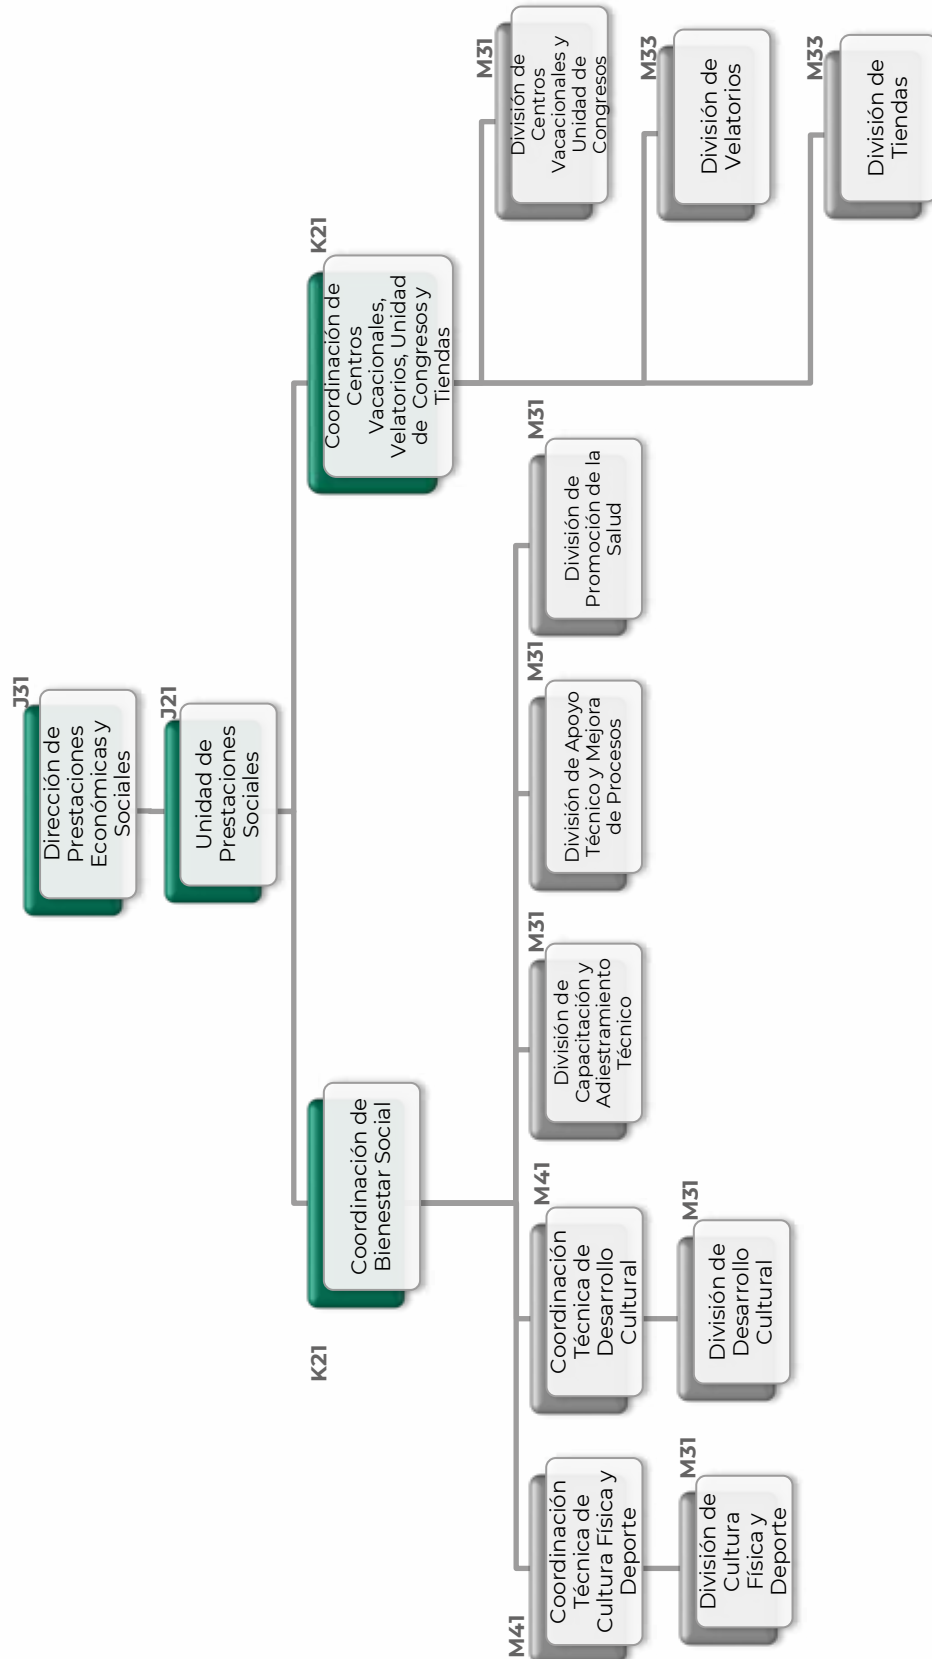 J31
Dirección de
Prestaciones
Económicas y
Sociales
J21
Unidad de
Prestaciones
Sociales
K21
Coordinación de
Bienestar Social
K21
Coordinación de
Centros
Vacacionales,
Velatorios, Unidad
de Congresos y
Tiendas
M41
Coordinación
Técnica de
Cultura Física y
Deporte
M41
Coordinación
Técnica de
Desarrollo
Cultural
M31
División de
Capacitación y
Adiestramiento
Técnico
M31
División de Apoyo
Técnico y Mejora
de Procesos
M31
División de
Promoción de la
Salud
M31
División de
Cultura
Física y
Deporte
M31
División de
Desarrollo
Cultural
M31
División de
Centros
Vacacionales y
Unidad de
Congresos
M33
División de
Velatorios
M33
División de
Tiendas